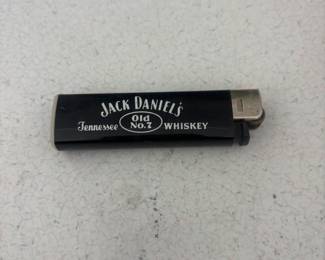 JACK DANIEL'S
Old
Tennessee No.7 WHISKEY